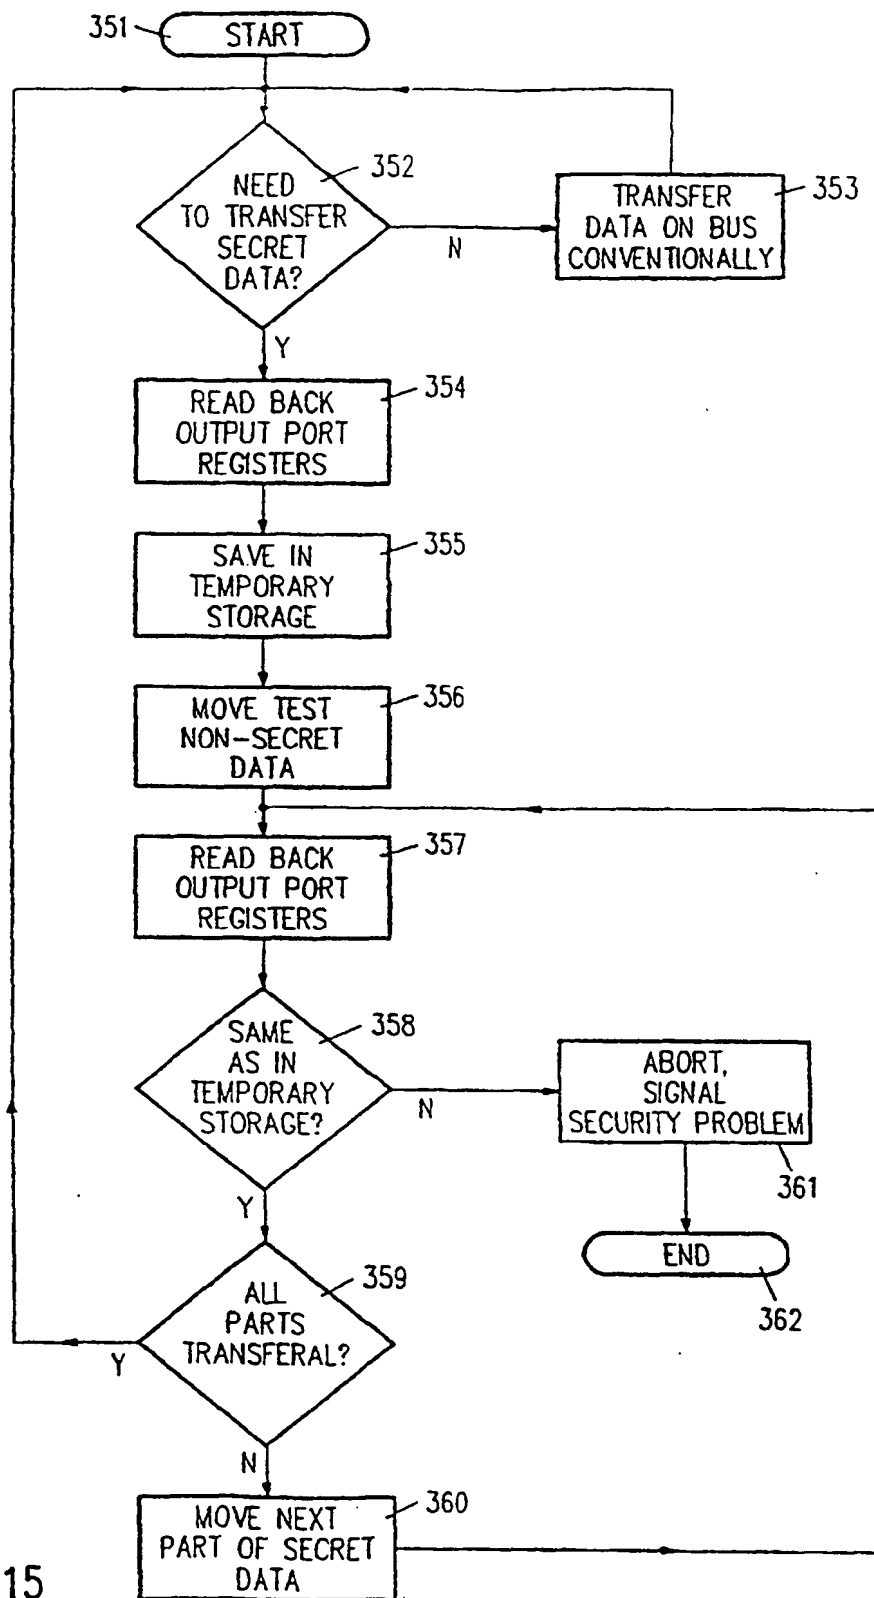 351
START
352
NEED
TO TRANSFER
SECRET
DATA?
N
Y
TRANSFER
DATA ON BUS
CONVENTIONALLY
353
READ BACK
OUTPUT PORT
REGISTERS
354
SAVE IN
TEMPORARY
STORAGE
355
MOVE TEST
NON-SECRET
DATA
356
READ BACK
OUTPUT PORT
REGISTERS
357
SAME
AS IN
TEMPORARY
STORAGE?
358
N
Y
ABORT,
SIGNAL
SECURITY PROBLEM
361
END
362
ALL
PARTS
TRANSFERAL?
359
Y
N
MOVE NEXT
PART OF SECRET
DATA
360
15